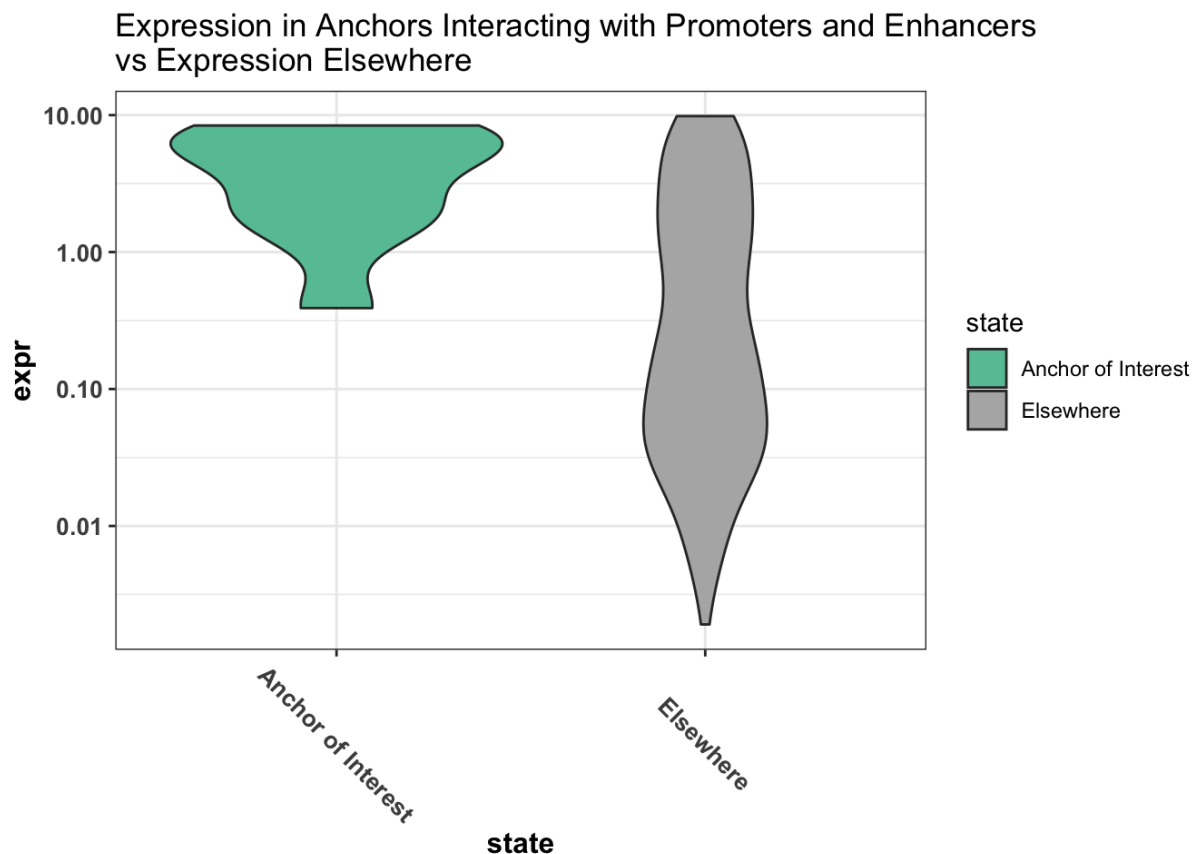 Expression in Anchors Interacting with Promoters and Enhancers
vs Expression Elsewhere
10.00
1.00
0.10
0.01
expr
Anchor of Interest
Elsewhere
state
state
Anchor of Interest
Elsewhere